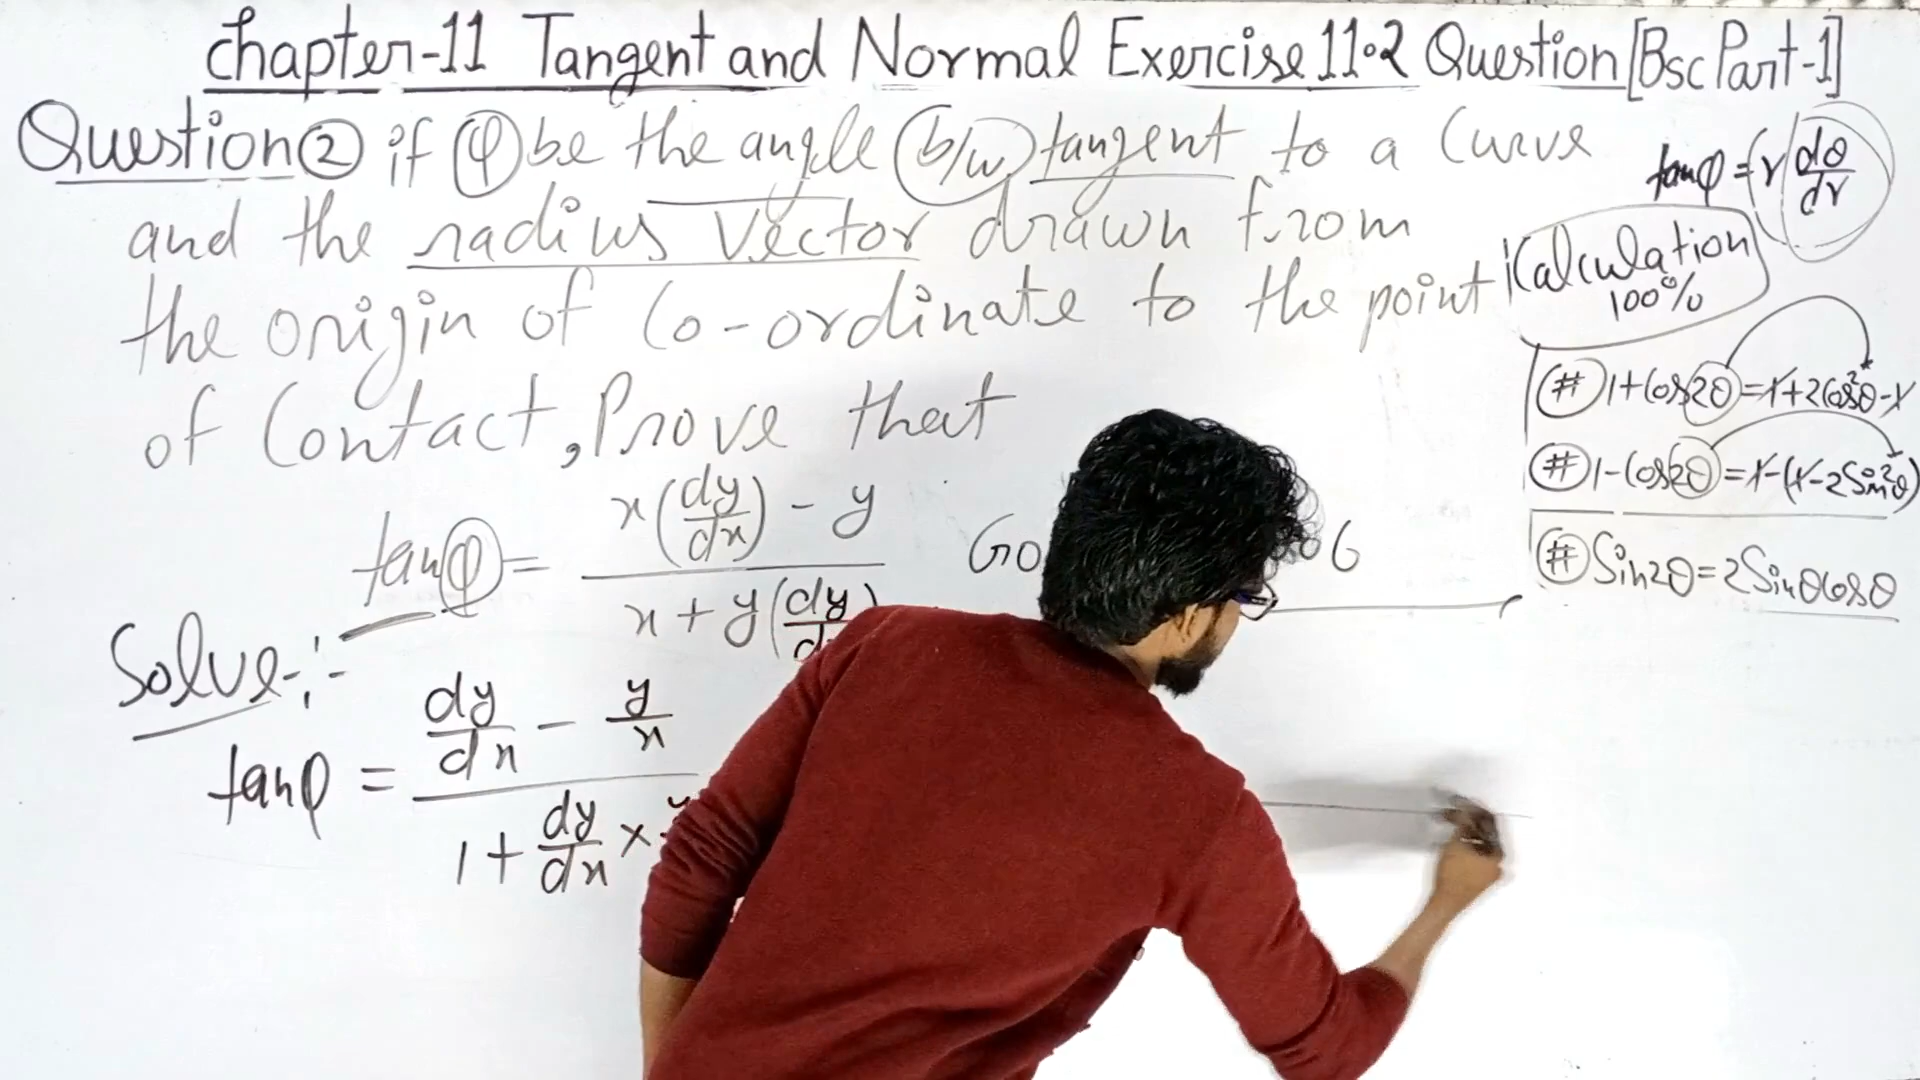 Chapter-11 Tangent and Normal Exercise 11.2 Question [Bsc Part-1]
Question ② if φ be the angle b/w tangent to a Curve
and the radius vector drawn from
the origin of Co-ordinate to the point
of Contact, Prove that
tanφ = (x(dy/dx) - y) / (x + y(dy/
Solve:-
tanφ = (dy/dx - y/x) / (1 + dy/dx ×
tanφ = r dθ/dr
Calculation
100%
# 1+Cos2θ = 1+2Cos²θ-1
# 1-Cos2θ = 1-(1-2Sin²θ)
# Sin2θ = 2SinθCosθ